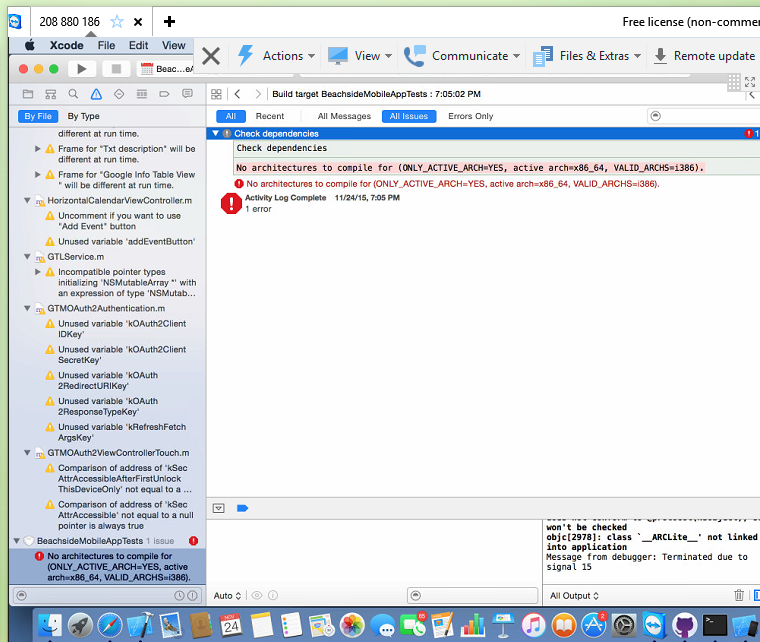 208 880 186
Free license (non-comme
Xcode File Edit View
Actions View Communicate Files & Extras Remote update
Beac...eA
Build target BeachsideMobileAppTests : 7:05:02 PM
By File By Type
All Recent All Messages All Issues Errors Only
different at run time.
Frame for "Txt description" will be
different at run time.
Frame for "Google Info Table View
" will be different at run time.
HorizontalCalendarViewController.m
Uncomment if you want to use
"Add Event" button
Unused variable 'addEventButton'
GTLService.m
Incompatible pointer types
initializing 'NSMutableArray *' with
an expression of type 'NSMutab...
GTMOAuth2Authentication.m
Unused variable 'kOAuth2Client
IDKey'
Unused variable 'kOAuth2Client
SecretKey'
Unused variable 'kOAuth
2RedirectURIKey'
Unused variable 'kOAuth
2ResponseTypeKey'
Unused variable 'kRefreshFetch
ArgsKey'
GTMOAuth2ViewControllerTouch.m
Comparison of address of 'kSec
AttrAccessibleAfterFirstUnlock
ThisDeviceOnly' not equal to a ...
Comparison of address of 'kSec
AttrAccessible' not equal to a null
pointer is always true
BeachsideMobileAppTests 1 issue
No architectures to compile for
(ONLY_ACTIVE_ARCH=YES, active
arch=x86_64, VALID_ARCHS=i386).
Check dependencies 1
Check dependencies
No architectures to compile for (ONLY_ACTIVE_ARCH=YES, active arch=x86_64, VALID_ARCHS=i386).
No architectures to compile for (ONLY_ACTIVE_ARCH=YES, active arch=x86_64, VALID_ARCHS=i386).
Activity Log Complete 11/24/15, 7:05 PM
1 error
won't be checked
objc[2978]: class `__ARCLite__' not linked
into application
Message from debugger: Terminated due to
signal 15
Auto
All Output
NOV
24